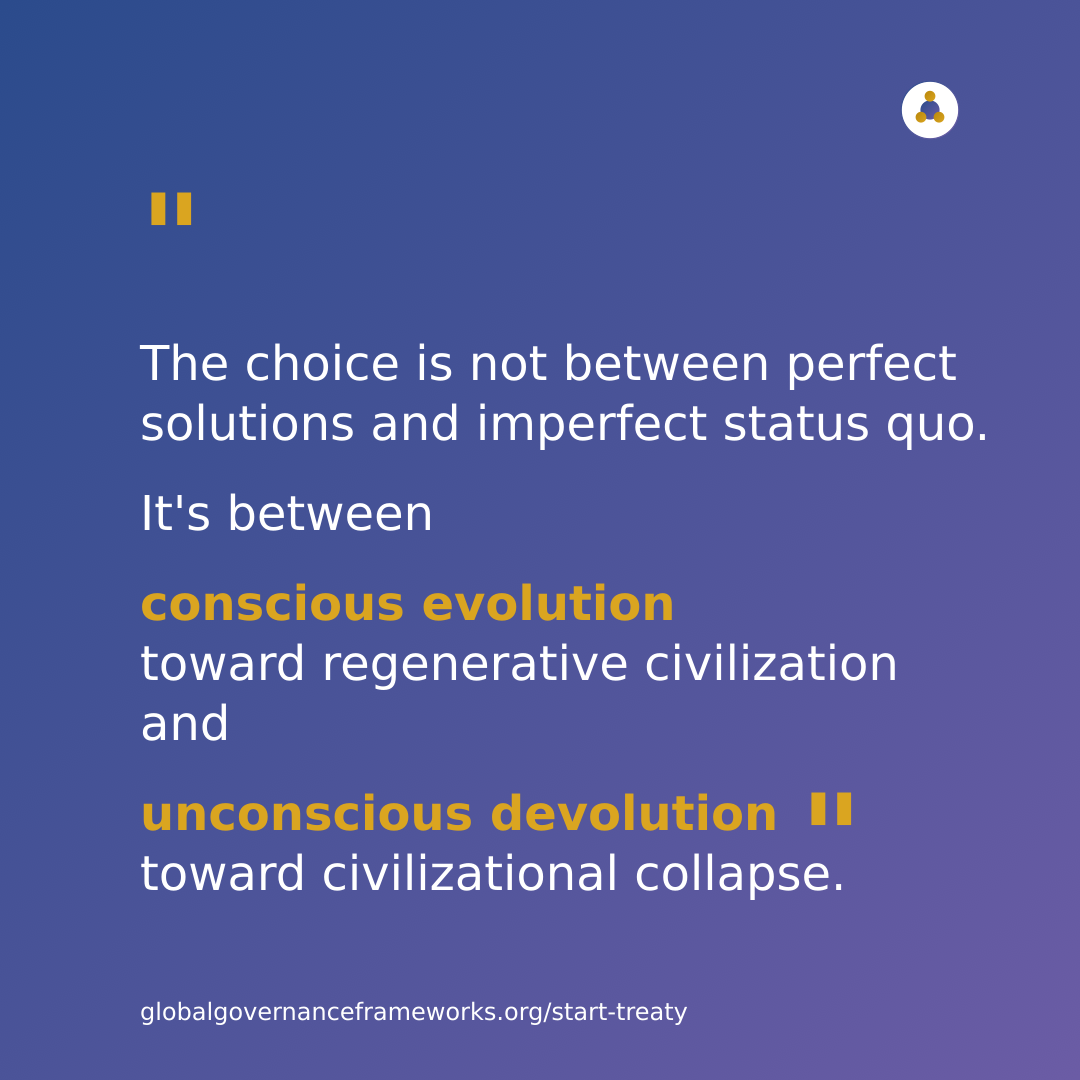 "
The choice is not between perfect
solutions and imperfect status quo.
It's between
conscious evolution
toward regenerative civilization
and
unconscious devolution "
toward civilizational collapse.
globalgovernanceframeworks.org/start-treaty